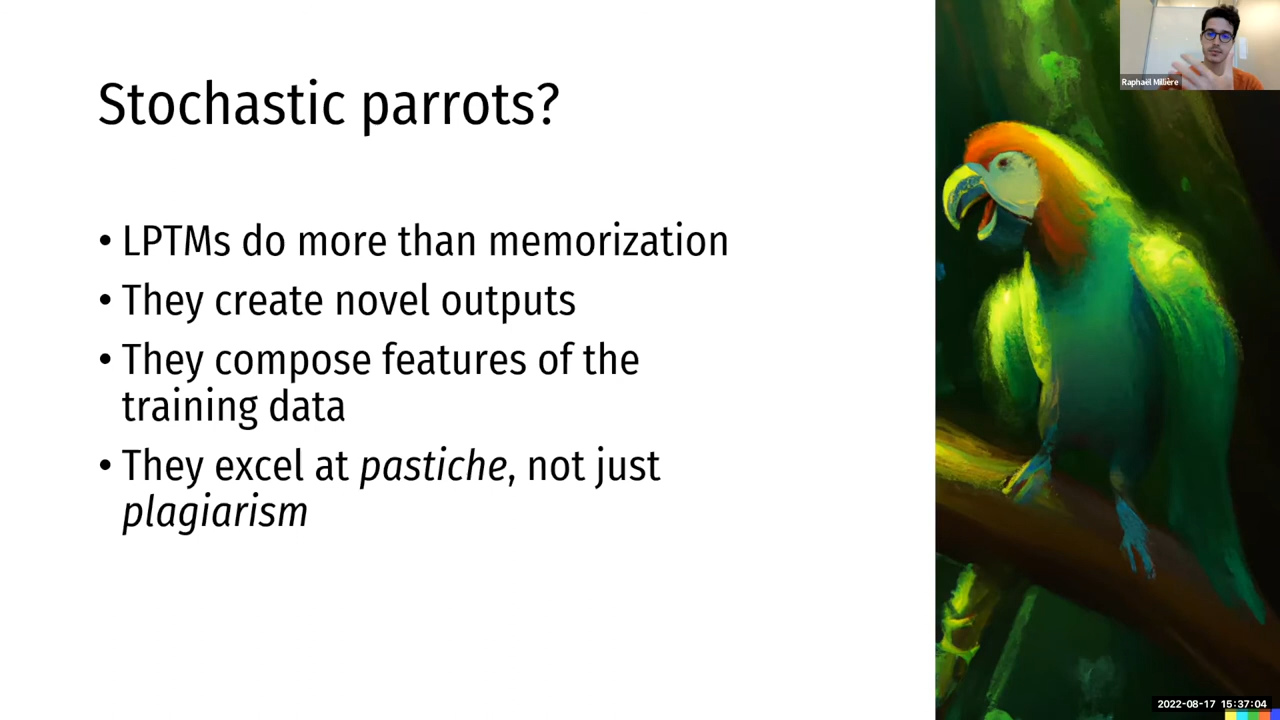 Stochastic parrots?
• LPTMs do more than memorization
• They create novel outputs
• They compose features of the
training data
• They excel at pastiche, not just
plagiarism
Raphaël Millière
2022-08-17 15:37:04